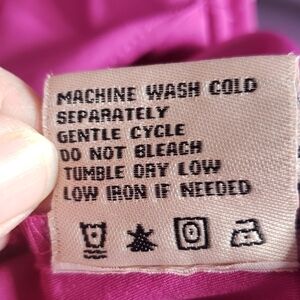 MACHINE WASH COLD
SEPARATELY
GENTLE CYCLE
DO NOT BLEACH
TUMBLE DRY LOW
LOW IRON IF NEEDED